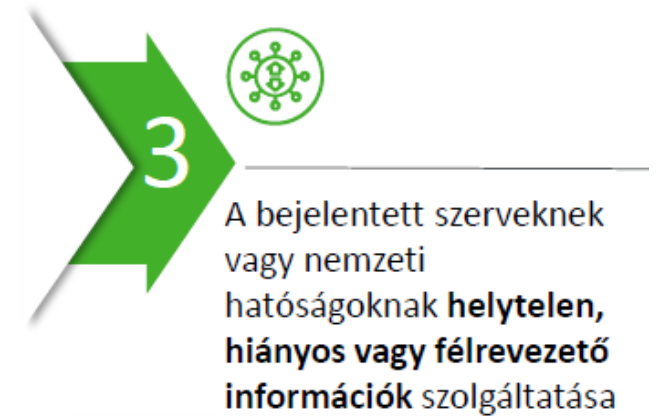 3
A bejelentett szerveknek
vagy nemzeti
hatóságoknak helytelen,
hiányos vagy félrevezető
információk szolgáltatása